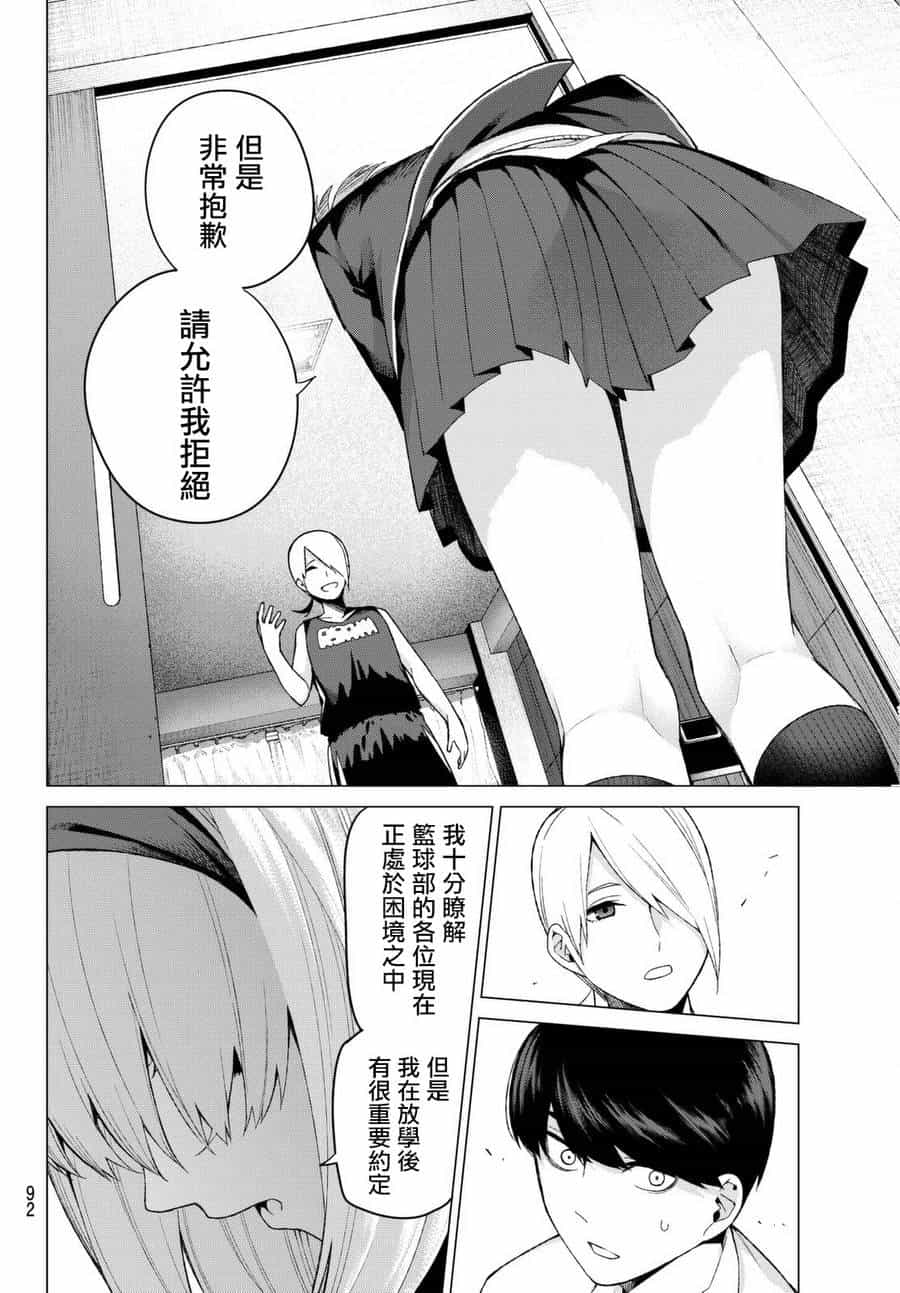 但是
非常抱歉
請允許我拒絕
我十分瞭解
籃球部的各位現在
正處於困境之中
但是
我在放學後
有很重要約定
92